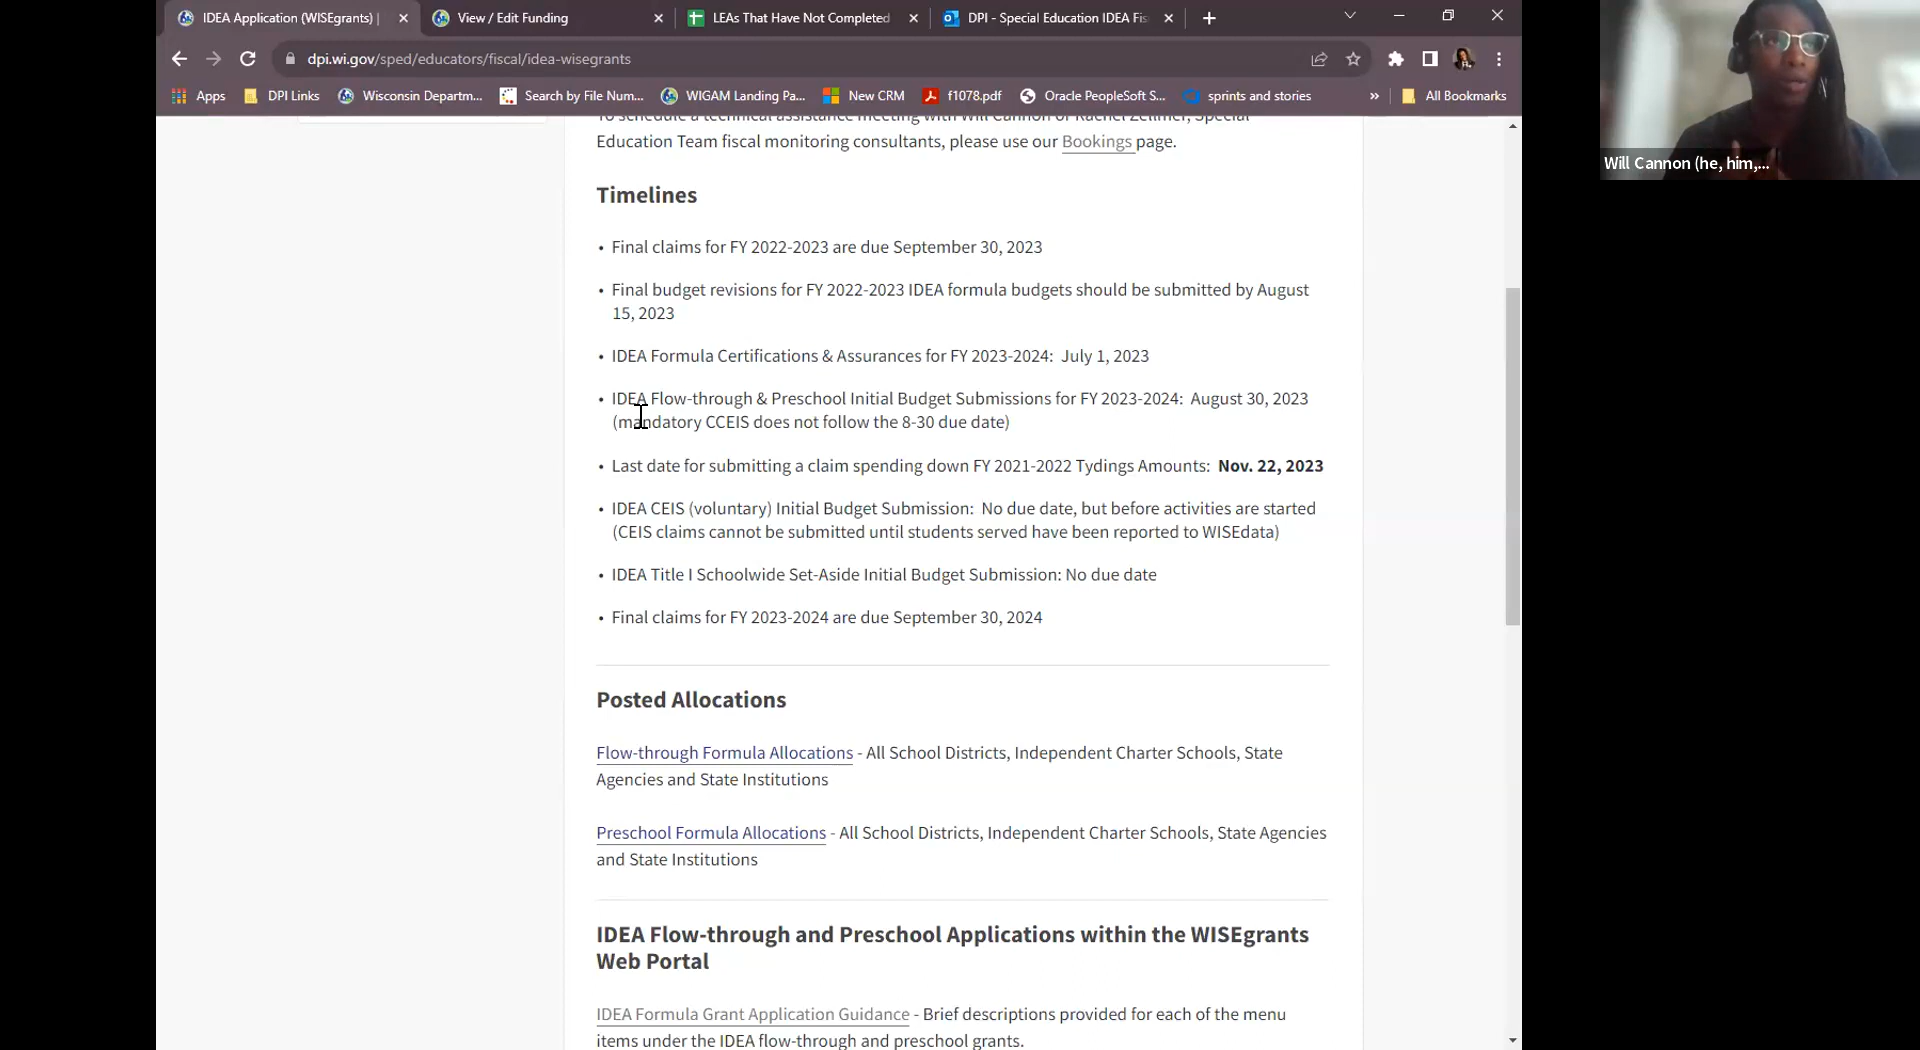 IDEA Application (WISEgrants) |
View / Edit Funding
LEAs That Have Not Completed
DPI - Special Education IDEA Fis
dpi.wi.gov/sped/educators/fiscal/idea-wisegrants
Apps
DPI Links
Wisconsin Departm...
Search by File Num...
WIGAM Landing Pa...
New CRM
f1078.pdf
Oracle PeopleSoft S...
sprints and stories
»
All Bookmarks
Will Cannon (he, him,...
To schedule a technical assistance meeting with Will Cannon or Rachel Zellmer, Special
Education Team fiscal monitoring consultants, please use our Bookings page.
Timelines
• Final claims for FY 2022-2023 are due September 30, 2023
• Final budget revisions for FY 2022-2023 IDEA formula budgets should be submitted by August
15, 2023
• IDEA Formula Certifications & Assurances for FY 2023-2024: July 1, 2023
• IDEA Flow-through & Preschool Initial Budget Submissions for FY 2023-2024: August 30, 2023
(mandatory CCEIS does not follow the 8-30 due date)
• Last date for submitting a claim spending down FY 2021-2022 Tydings Amounts: Nov. 22, 2023
• IDEA CEIS (voluntary) Initial Budget Submission: No due date, but before activities are started
(CEIS claims cannot be submitted until students served have been reported to WISEdata)
• IDEA Title I Schoolwide Set-Aside Initial Budget Submission: No due date
• Final claims for FY 2023-2024 are due September 30, 2024
Posted Allocations
Flow-through Formula Allocations - All School Districts, Independent Charter Schools, State
Agencies and State Institutions
Preschool Formula Allocations - All School Districts, Independent Charter Schools, State Agencies
and State Institutions
IDEA Flow-through and Preschool Applications within the WISEgrants
Web Portal
IDEA Formula Grant Application Guidance - Brief descriptions provided for each of the menu
items under the IDEA flow-through and preschool grants.